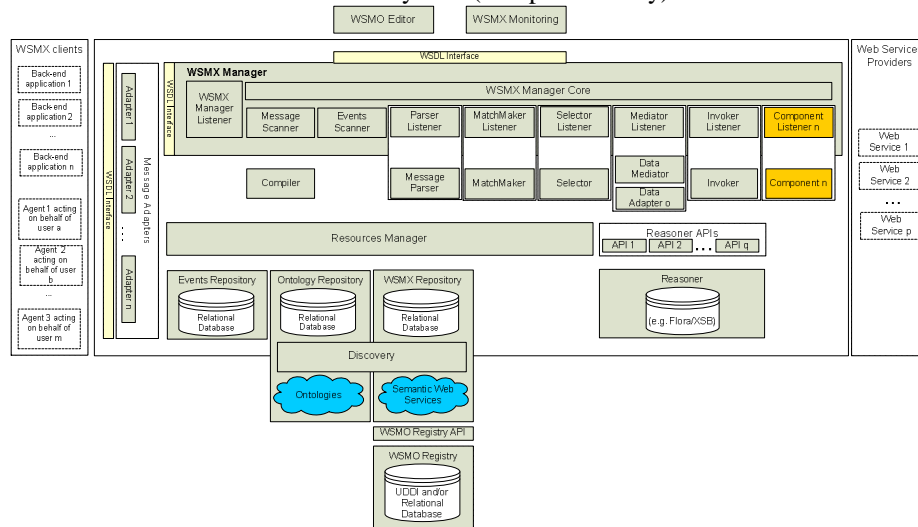 WSMO Editor
WSMX Monitoring
WSMX clients
Back-end
application 1
Back-end
application 2
...
Back-end
application n
Agent 1 acting
on behalf of
user a
Agent 2
acting on
behalf of user
b
...
Agent 3 acting
on behalf of
user m
WSDL Interface
Adapter 1
Adapter 2
...
Adapter n
Message Adapters
WSDL Interface
WSDL Interface
WSMX Manager
WSMX
Manager
Listener
WSMX Manager Core
Message
Scanner
Events
Scanner
Parser
Listener
MatchMaker
Listener
Selector
Listener
Mediator
Listener
Invoker
Listener
Component
Listener n
Compiler
Message
Parser
MatchMaker
Selector
Data
Mediator
Data
Adapter o
Invoker
Component n
Resources Manager
Reasoner APIs
API 1
API 2
...
API q
Events Repository
Relational
Database
Ontology Repository
Relational
Database
WSMX Repository
Relational
Database
Reasoner
(e.g. Flora/XSB)
Discovery
Ontologies
Semantic Web
Services
WSMO Registry API
WSMO Registry
UDDI and/or
Relational
Database
Web Service
Providers
Web
Service 1
Web
Service 2
...
Web
Service p